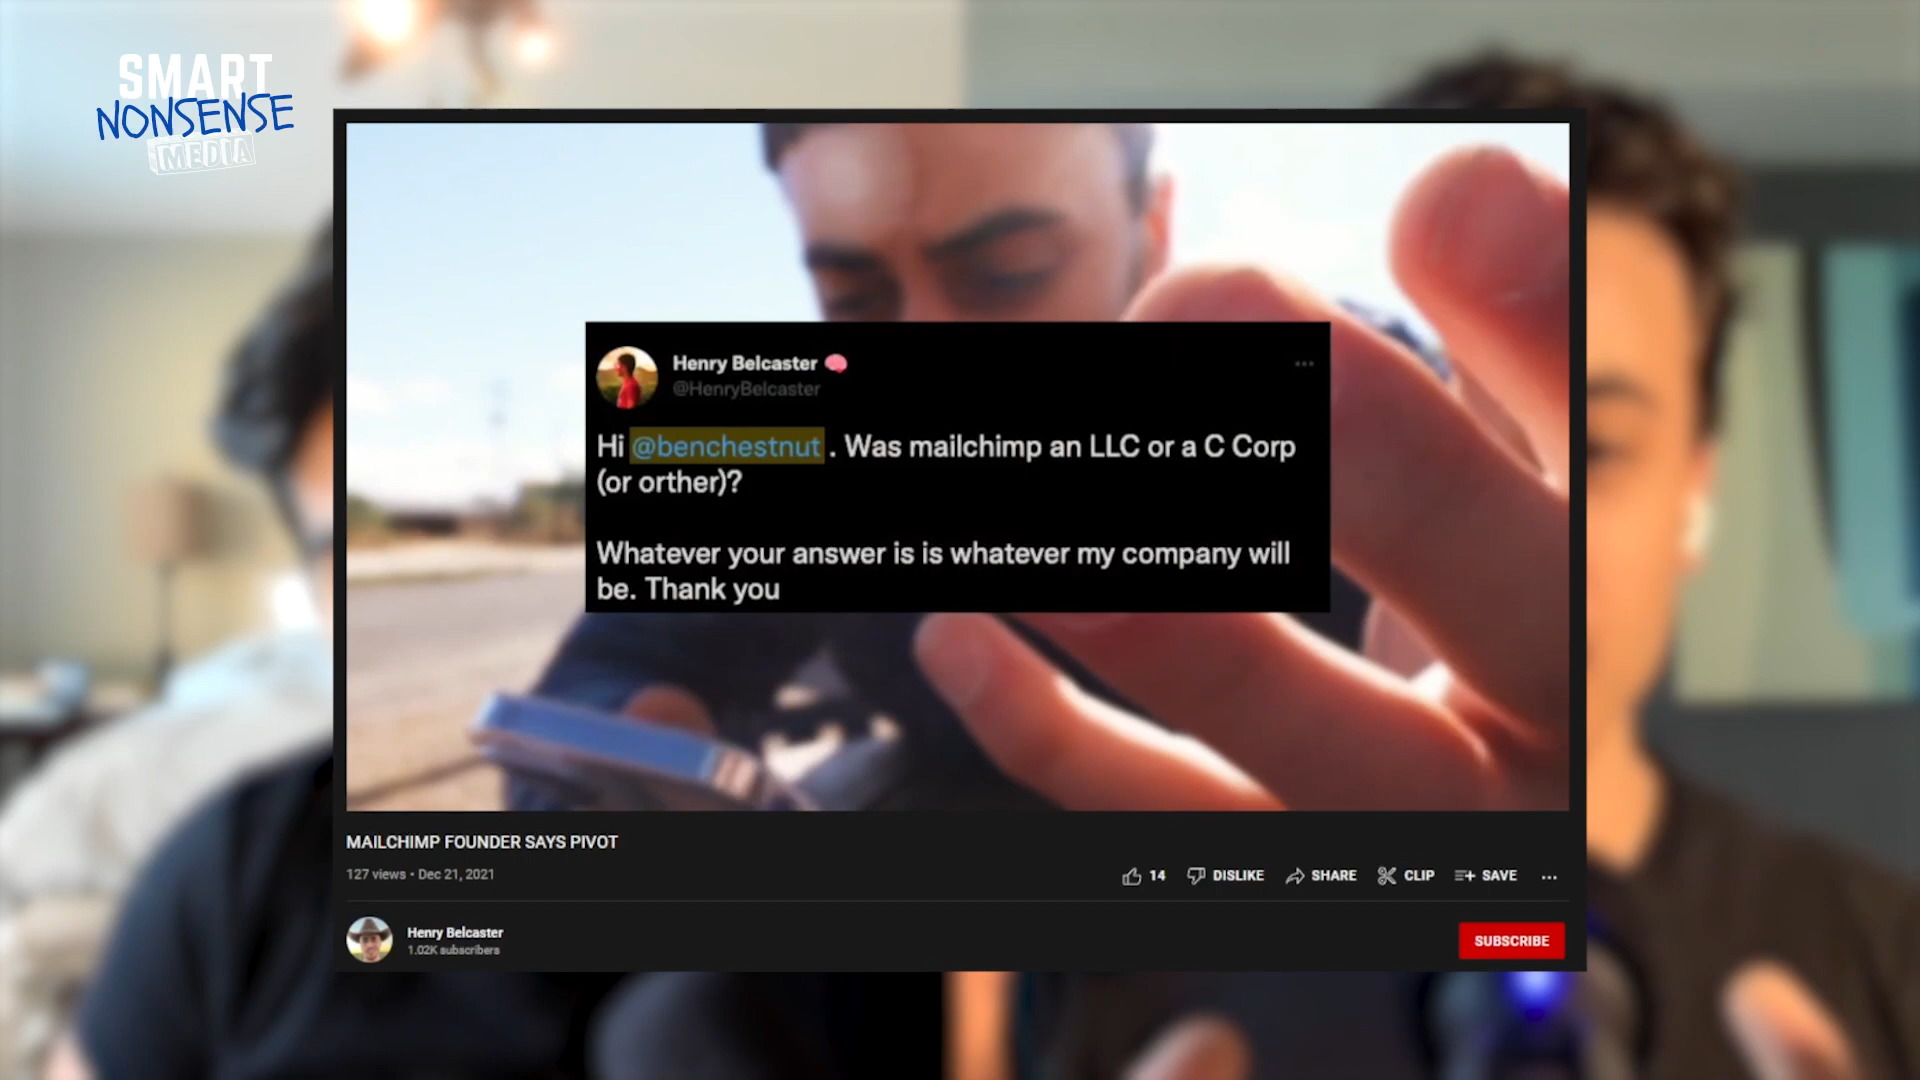 SMART
NONSENSE
MEDIA
Henry Belcaster
@HenryBelcaster
Hi @benchestnut . Was mailchimp an LLC or a C Corp
(or orther)?
Whatever your answer is is whatever my company will
be. Thank you
MAILCHIMP FOUNDER SAYS PIVOT
127 views • Dec 21, 2021
14
DISLIKE
SHARE
CLIP
SAVE
Henry Belcaster
1.02K subscribers
SUBSCRIBE